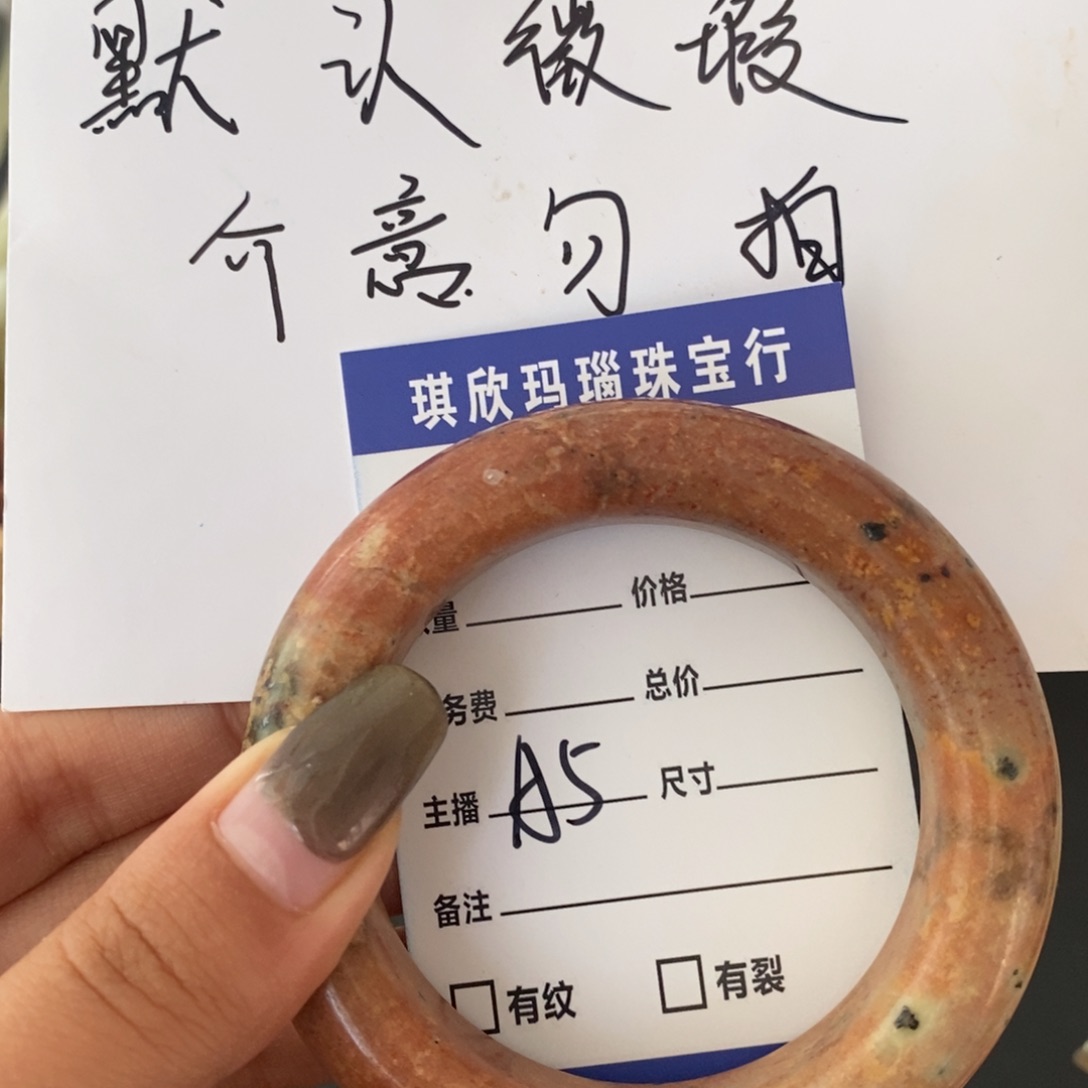 默认微瑕
介意勿拍
琪欣玛瑙珠宝行
量 价格
务费 总价
主播 A5 尺寸
备注
有纹 有裂